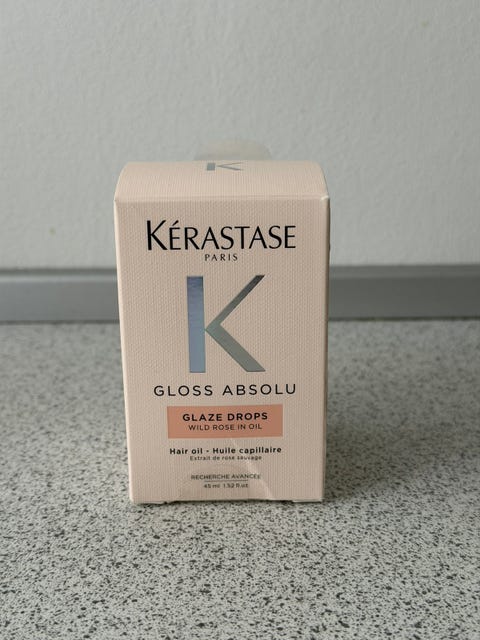 K
KÉRASTASE
PARIS
K
GLOSS ABSOLU
GLAZE DROPS
WILD ROSE IN OIL
Hair oil - Huile capillaire
Extrait de rose sauvage
RECHERCHE AVANCÉE
45 ml 1.52 fl.oz